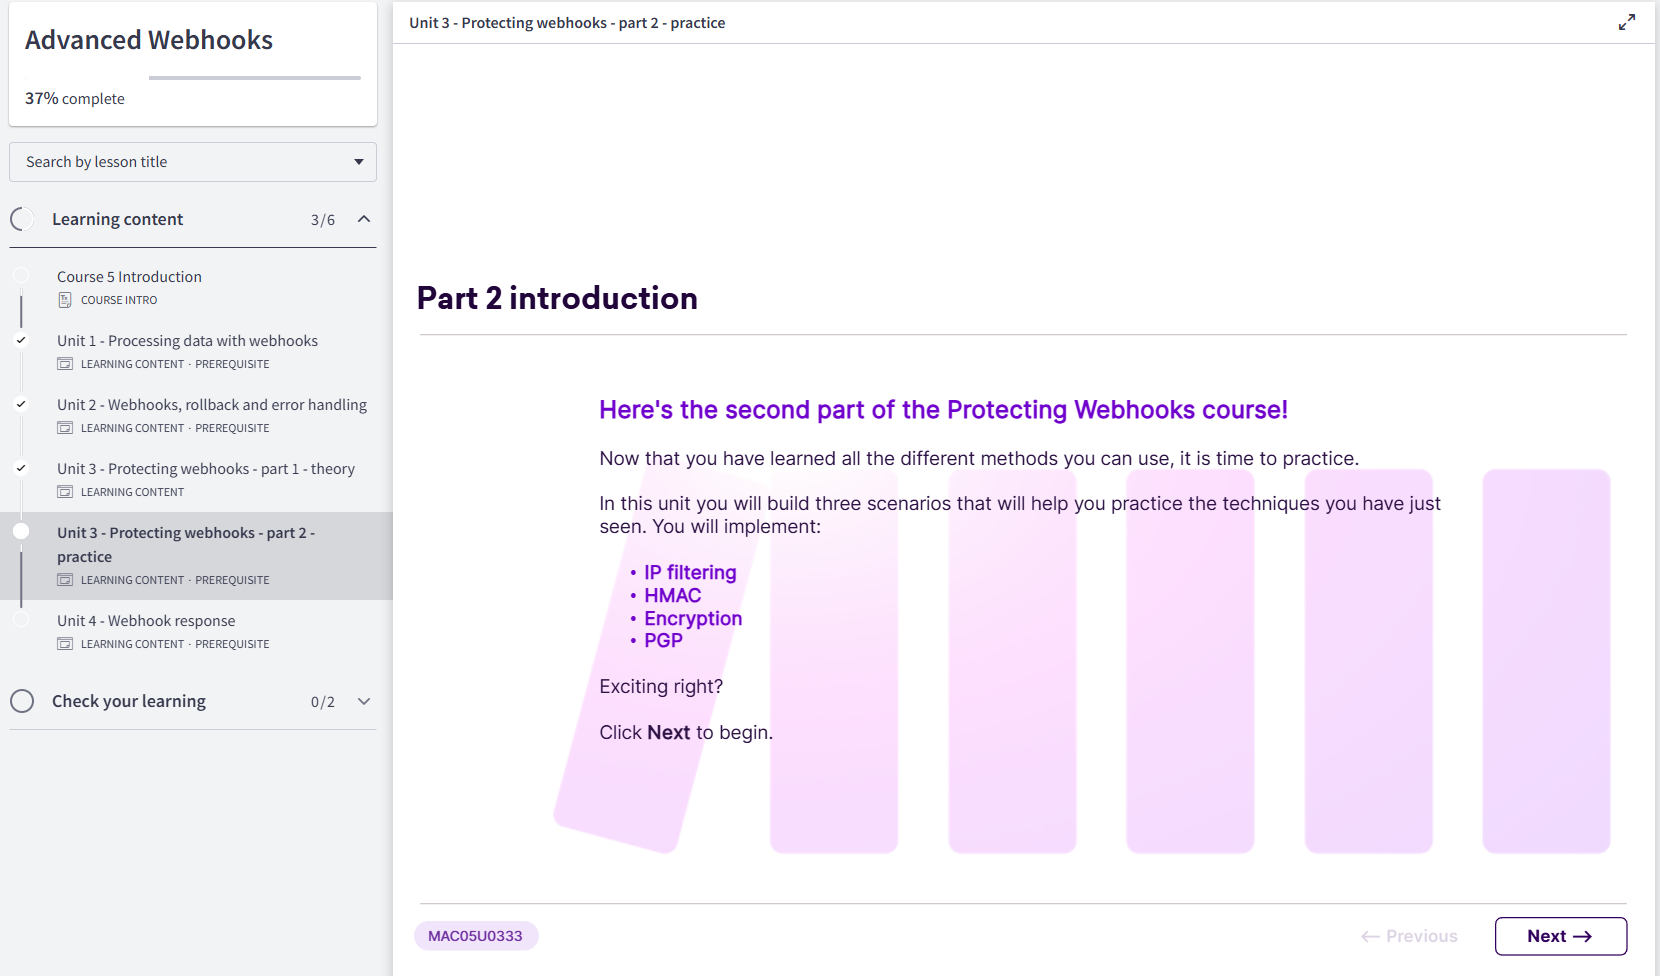 Advanced Webhooks
37% complete
Search by lesson title
Learning content 3/6
Course 5 Introduction
COURSE INTRO
Unit 1 - Processing data with webhooks
LEARNING CONTENT · PREREQUISITE
Unit 2 - Webhooks, rollback and error handling
LEARNING CONTENT · PREREQUISITE
Unit 3 - Protecting webhooks - part 1 - theory
LEARNING CONTENT
Unit 3 - Protecting webhooks - part 2 -
practice
LEARNING CONTENT · PREREQUISITE
Unit 4 - Webhook response
LEARNING CONTENT · PREREQUISITE
Check your learning 0/2
Unit 3 - Protecting webhooks - part 2 - practice
Part 2 introduction
Here's the second part of the Protecting Webhooks course!
Now that you have learned all the different methods you can use, it is time to practice.
In this unit you will build three scenarios that will help you practice the techniques you have just
seen. You will implement:
• IP filtering
• HMAC
• Encryption
• PGP
Exciting right?
Click Next to begin.
MAC05U0333
← Previous
Next →